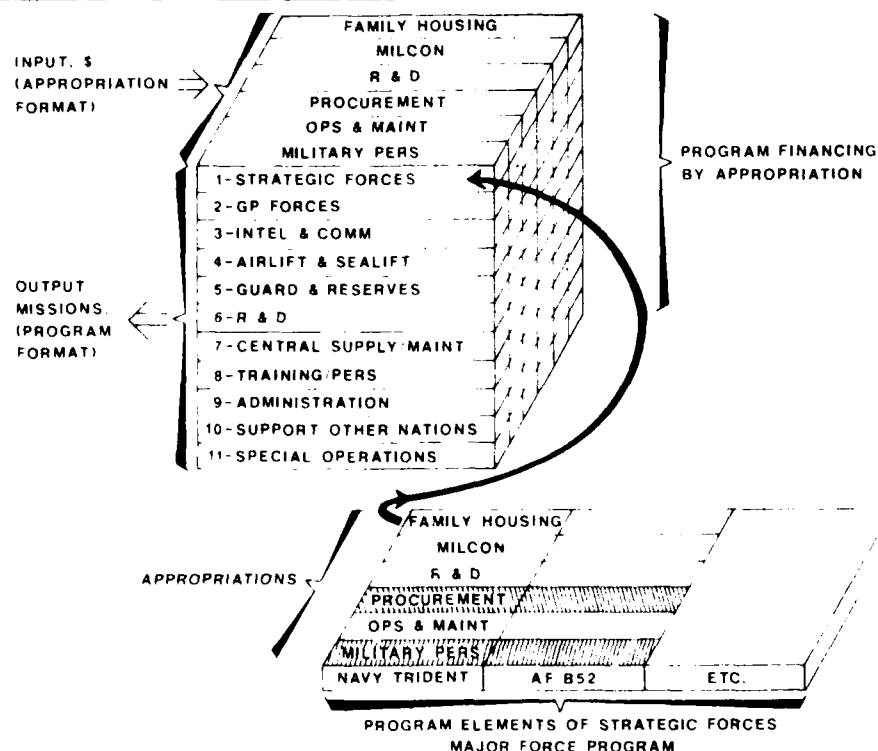 FAMILY HOUSING
MILCON
R & D
PROCUREMENT
OPS & MAINT
MILITARY PERS
INPUT, $
(APPROPRIATION
FORMAT)
PROGRAM FINANCING
BY APPROPRIATION
1-STRATEGIC FORCES
2-GP FORCES
3-INTEL & COMM
4-AIRLIFT & SEALIFT
5-GUARD & RESERVES
6-R & D
7-CENTRAL SUPPLY/MAINT
8-TRAINING/PERS
9-ADMINISTRATION
10-SUPPORT OTHER NATIONS
11-SPECIAL OPERATIONS
OUTPUT
MISSIONS,
(PROGRAM
FORMAT)
APPROPRIATIONS
FAMILY HOUSING
MILCON
R & D
PROCUREMENT
OPS & MAINT
MILITARY PERS
NAVY TRIDENT
AF B52
ETC.
PROGRAM ELEMENTS OF STRATEGIC FORCES
MAJOR FORCE PROGRAM